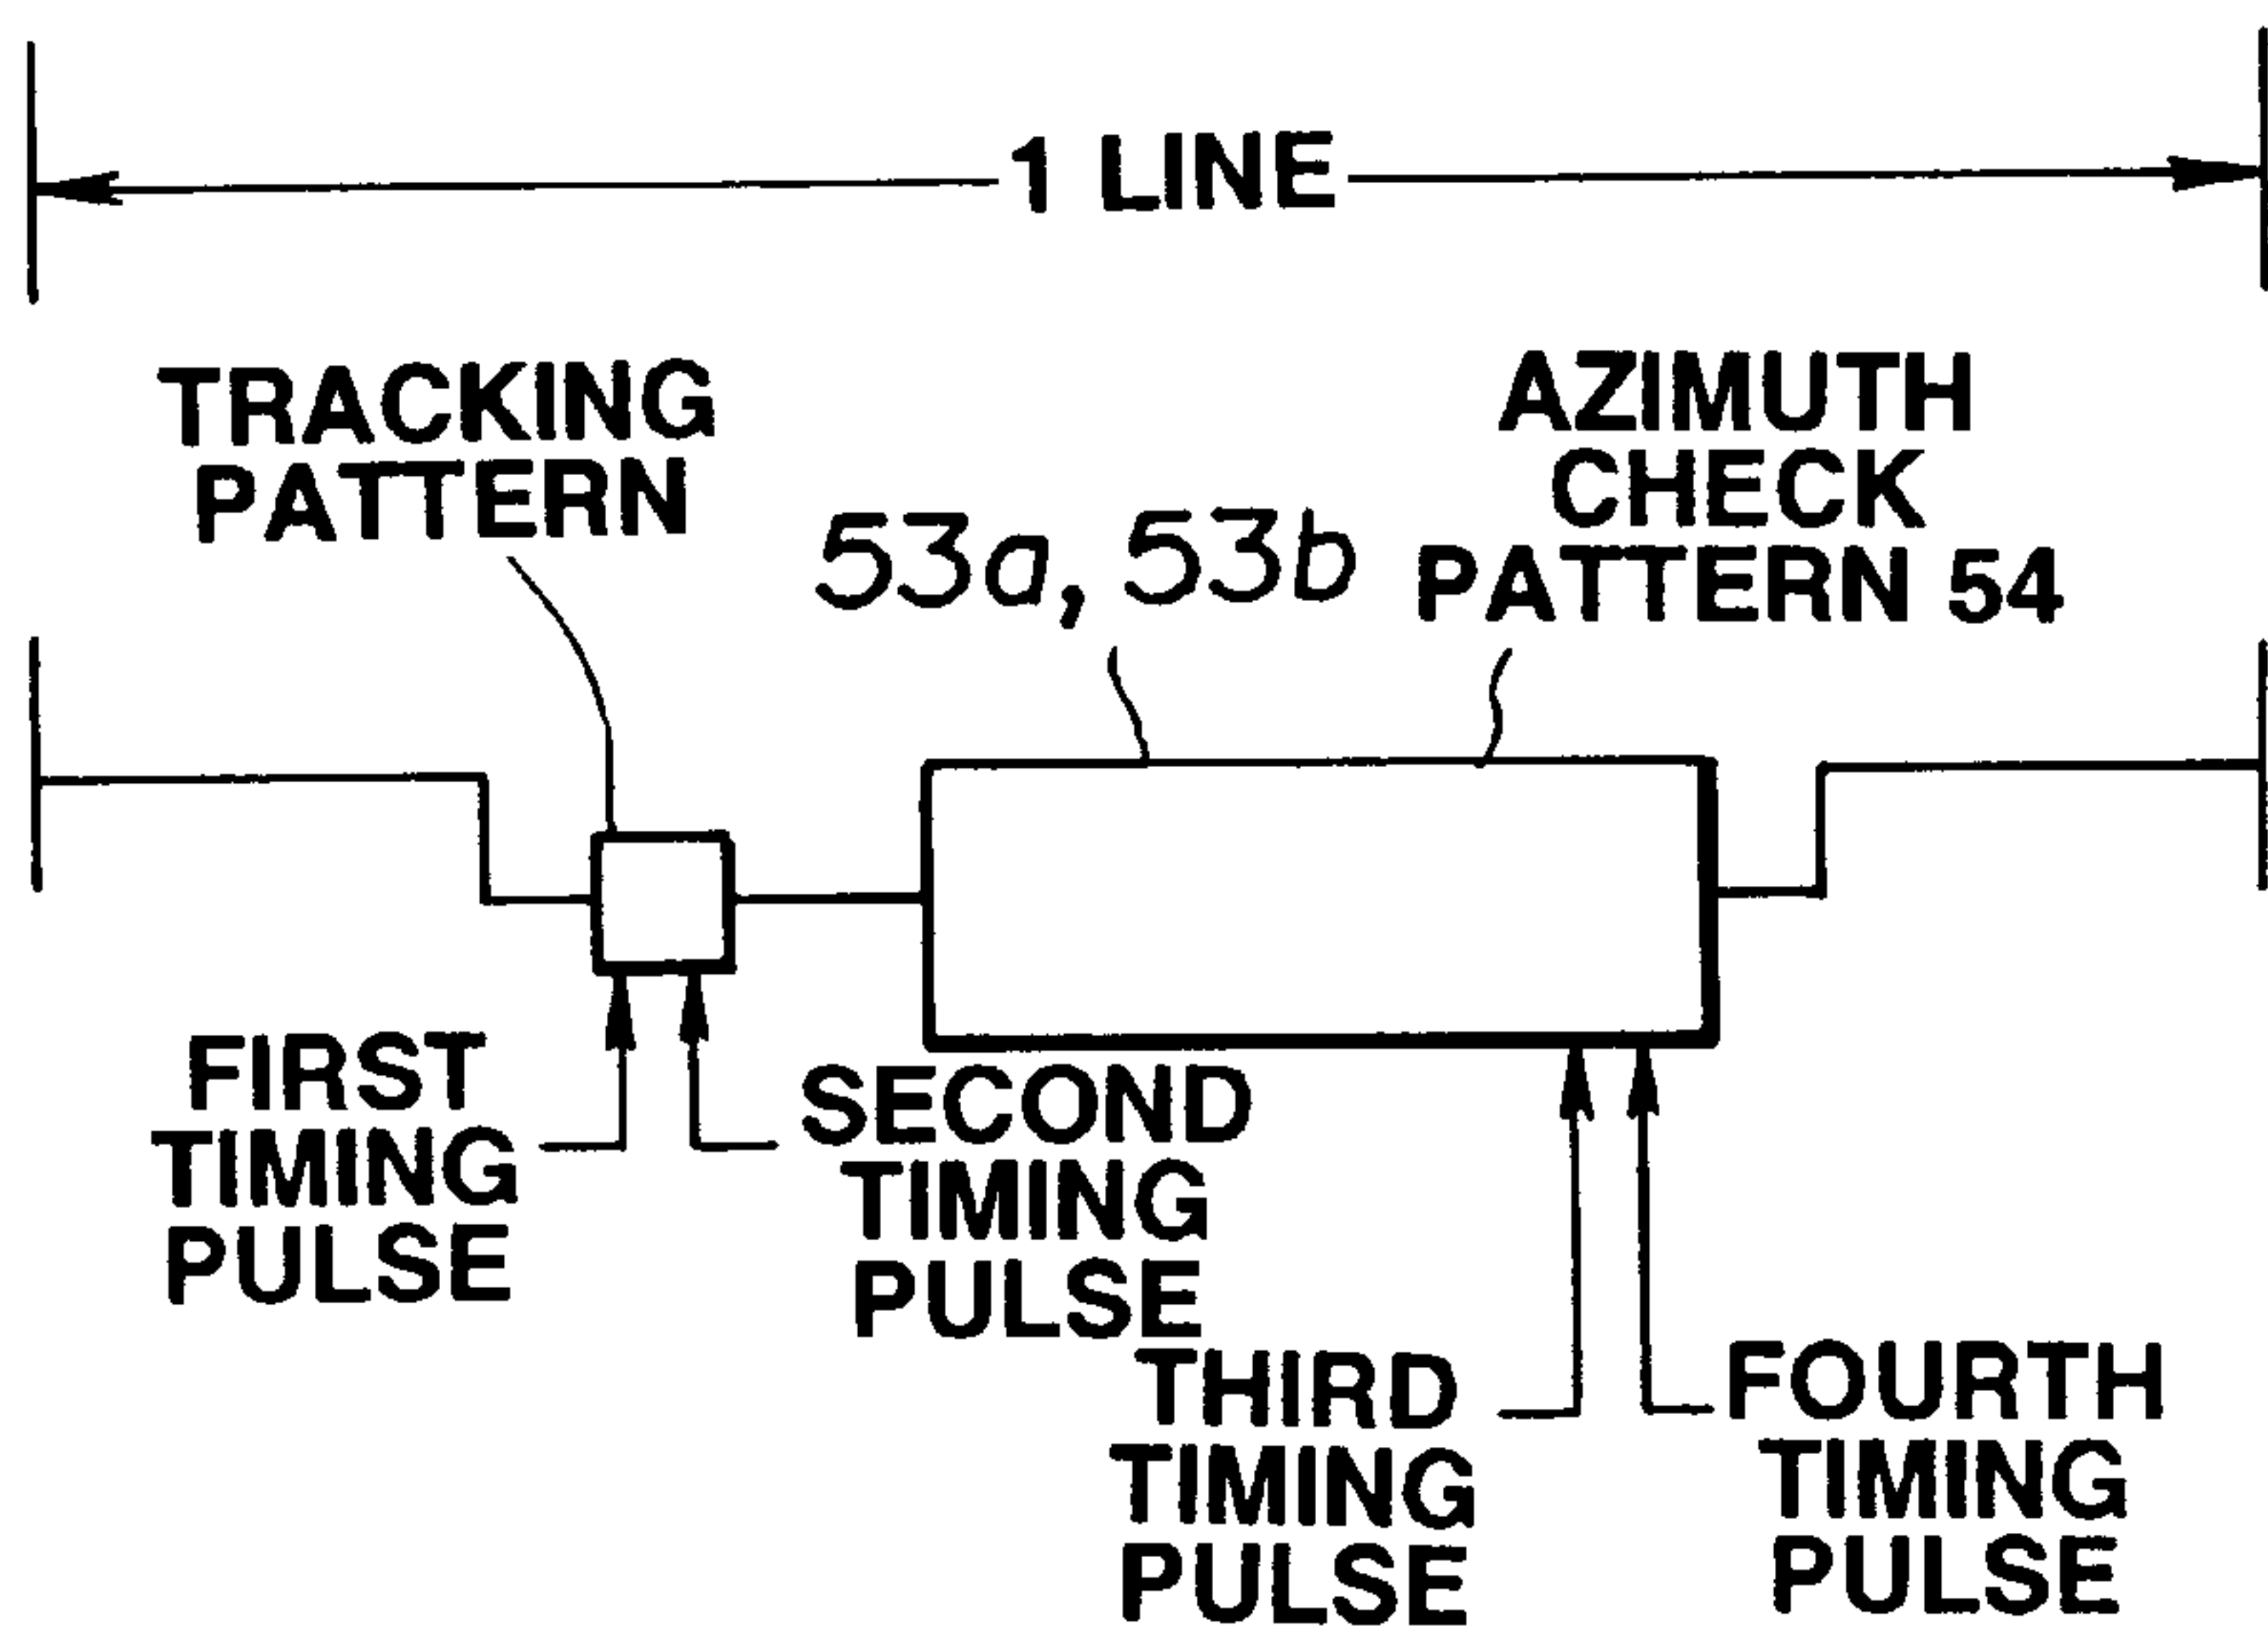 1 LINE
TRACKING
PATTERN
53a, 53b
AZIMUTH
CHECK
PATTERN 54
FIRST
TIMING
PULSE
SECOND
TIMING
PULSE
THIRD
TIMING
PULSE
FOURTH
TIMING
PULSE